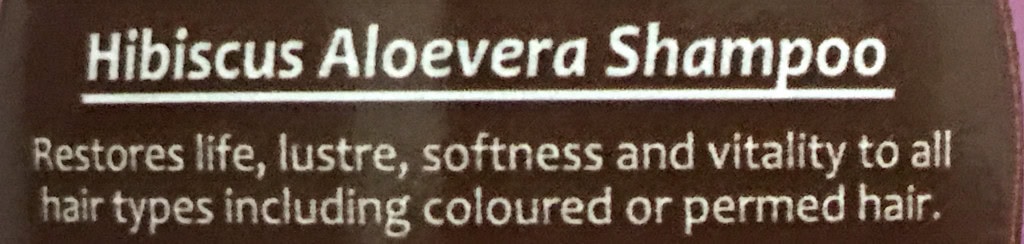 Hibiscus Aloevera Shampoo
Restores life, lustre, softness and vitality to all
hair types including coloured or permed hair.